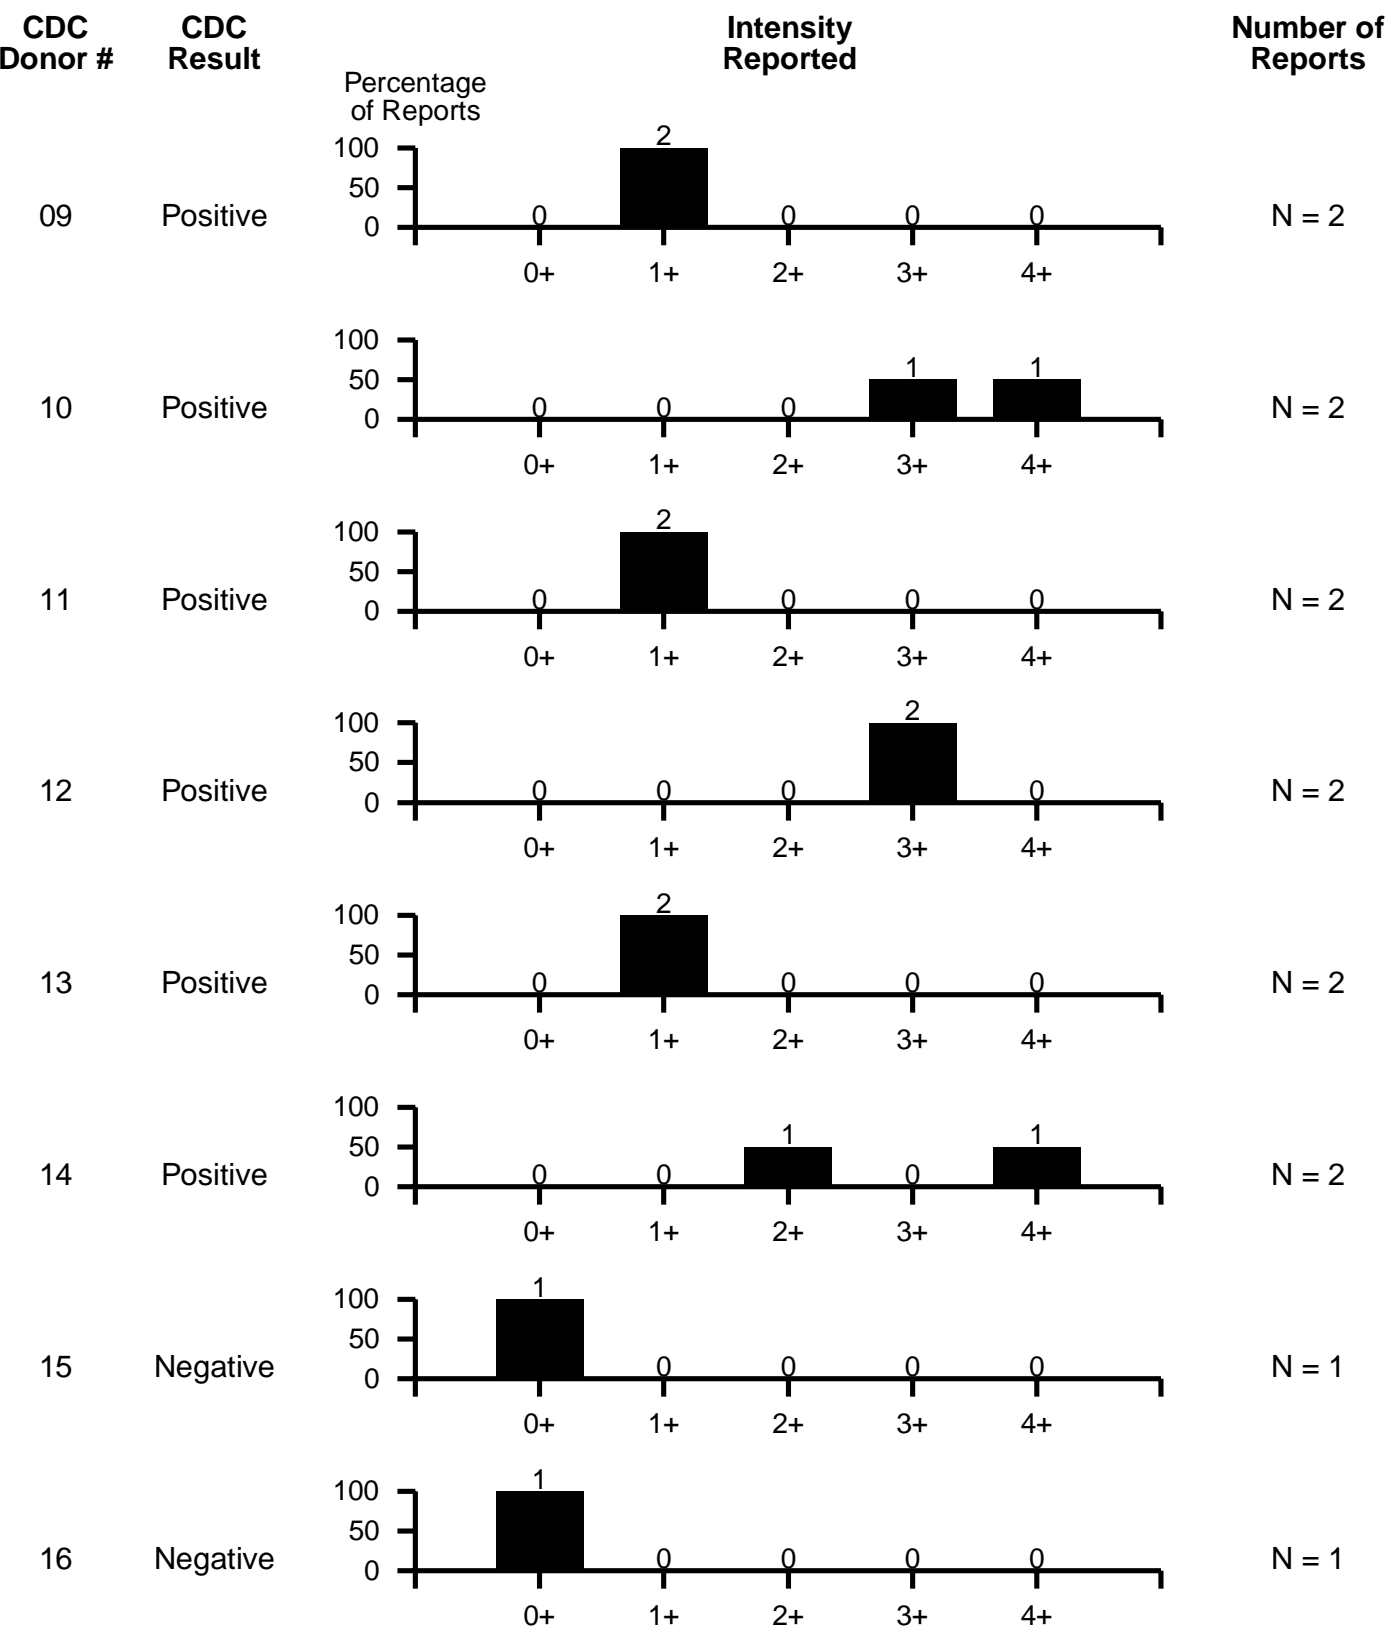 CDC Donor #
CDC Result
Intensity Reported
Number of Reports
Percentage of Reports
09
Positive
100
50
0
0 2 0 0 0
0+ 1+ 2+ 3+ 4+
N = 2
10
Positive
100
50
0
0 0 0 1 1
0+ 1+ 2+ 3+ 4+
N = 2
11
Positive
100
50
0
0 2 0 0 0
0+ 1+ 2+ 3+ 4+
N = 2
12
Positive
100
50
0
0 0 0 2 0
0+ 1+ 2+ 3+ 4+
N = 2
13
Positive
100
50
0
0 2 0 0 0
0+ 1+ 2+ 3+ 4+
N = 2
14
Positive
100
50
0
0 0 1 0 1
0+ 1+ 2+ 3+ 4+
N = 2
15
Negative
100
50
0
1 0 0 0 0
0+ 1+ 2+ 3+ 4+
N = 1
16
Negative
100
50
0
1 0 0 0 0
0+ 1+ 2+ 3+ 4+
N = 1